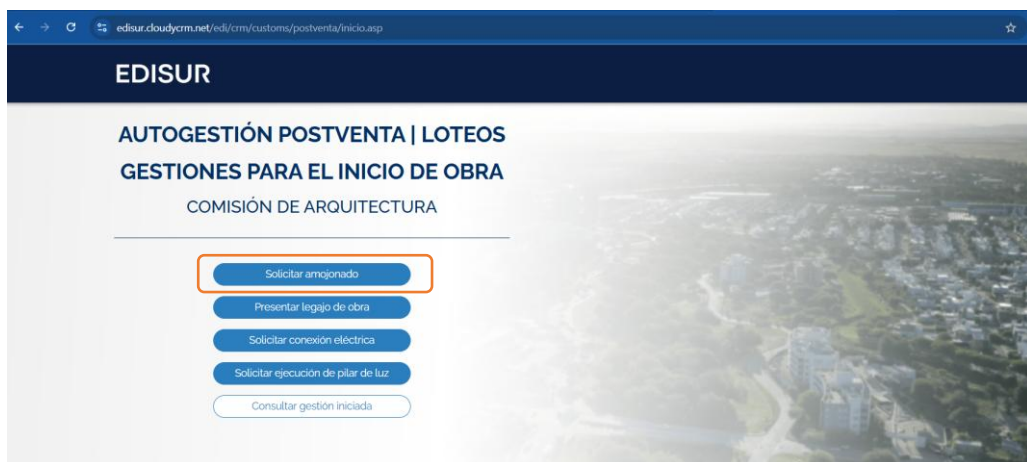 edisur.cloudycrm.net/edi/crm/customs/postventa/inicio.asp
EDISUR
AUTOGESTIÓN POSTVENTA | LOTEOS
GESTIONES PARA EL INICIO DE OBRA
COMISIÓN DE ARQUITECTURA
Solicitar amojonado
Presentar legajo de obra
Solicitar conexión eléctrica
Solicitar ejecución de pilar de luz
Consultar gestión iniciada